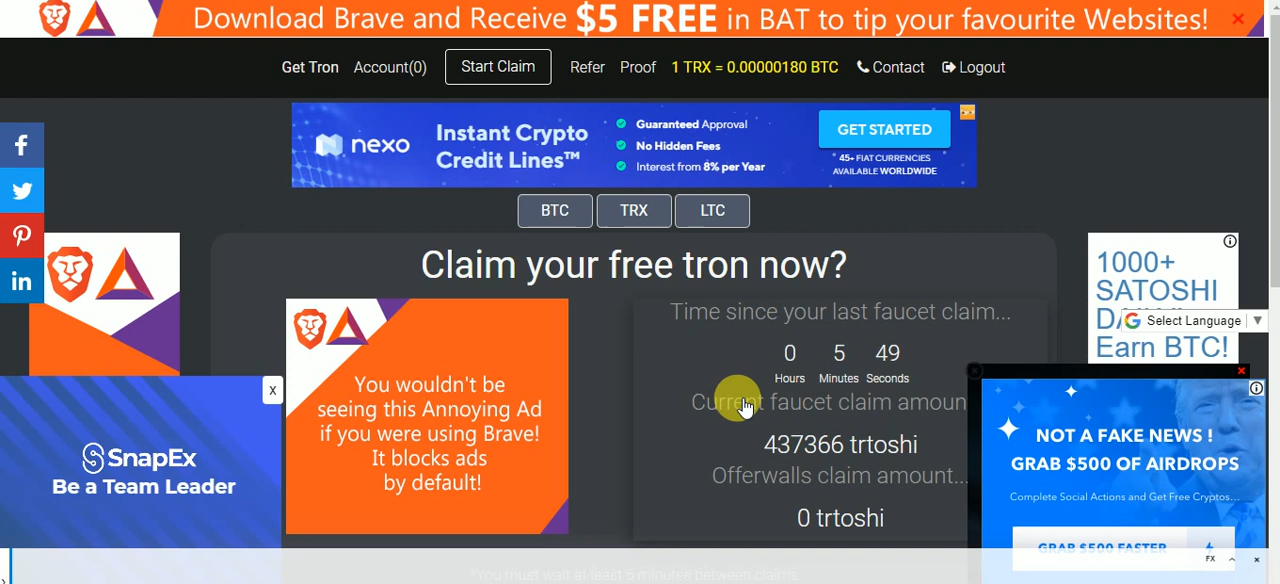 Download Brave and Receive $5 FREE in BAT to tip your favourite Websites!
Get Tron Account(0) Start Claim Refer Proof 1 TRX = 0.00000180 BTC Contact Logout
nexo
Instant Crypto
Credit Lines™
Guaranteed Approval
No Hidden Fees
Interest from 8% per Year
GET STARTED
45+ FIAT CURRENCIES
AVAILABLE WORLDWIDE
BTC TRX LTC
Claim your free tron now?
You wouldn't be
seeing this Annoying Ad
if you were using Brave!
It blocks ads
by default!
Time since your last faucet claim...
0 5 49
Hours Minutes Seconds
Current faucet claim amoun
437366 trtoshi
Offerwalls claim amount...
0 trtoshi
*You must wait at least 5 minutes between claims.
1000+
SATOSHI
Earn BTC!
Select Language
SnapEx
Be a Team Leader
X
NOT A FAKE NEWS !
GRAB $500 OF AIRDROPS
Complete Social Actions and Get Free Cryptos...
GRAB $500 FASTER
FX